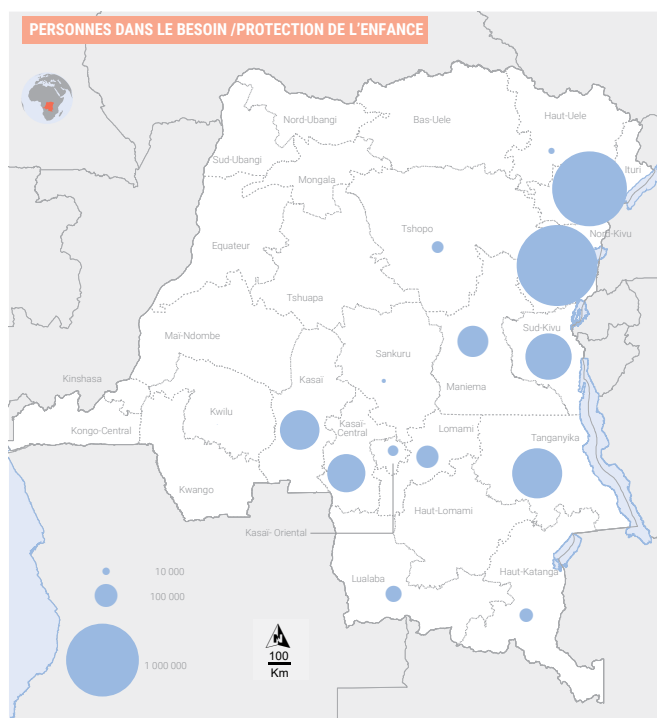 PERSONNES DANS LE BESOIN /PROTECTION DE L'ENFANCE
Nord-Ubangi
Bas-Uele
Haut-Uele
Sud-Ubangi
Ituri
Mongala
Tshopo
Nord-Kivu
Equateur
Tshuapa
Maï-Ndombe
Sud-Kivu
Sankuru
Kinshasa
Kasaï
Maniema
Kwilu
Kongo-Central
Kasaï-
Central
Lomami
Tanganyika
Kwango
Haut-Lomami
Kasaï- Oriental
10 000
Haut-Katanga
Lualaba
100 000
N
100
Km
1 000 000